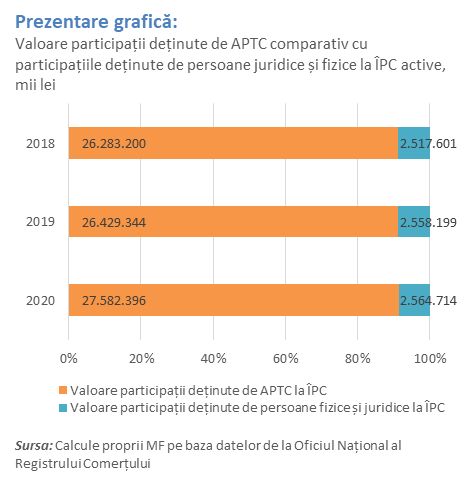 Prezentare grafică:
Valoare participații deținute de APTC comparativ cu
participațiile deținute de persoane juridice și fizice la ÎPC active,
mii lei
2018
26.283.200
2.517.601
2019
26.429.344
2.558.199
2020
27.582.396
2.564.714
0% 20% 40% 60% 80% 100%
Valoare participații deținute de APTC la ÎPC
Valoare participații deținute de persoane fizice și juridice la ÎPC
Sursa: Calcule proprii MF pe baza datelor de la Oficiul Național al
Registrului Comerțului